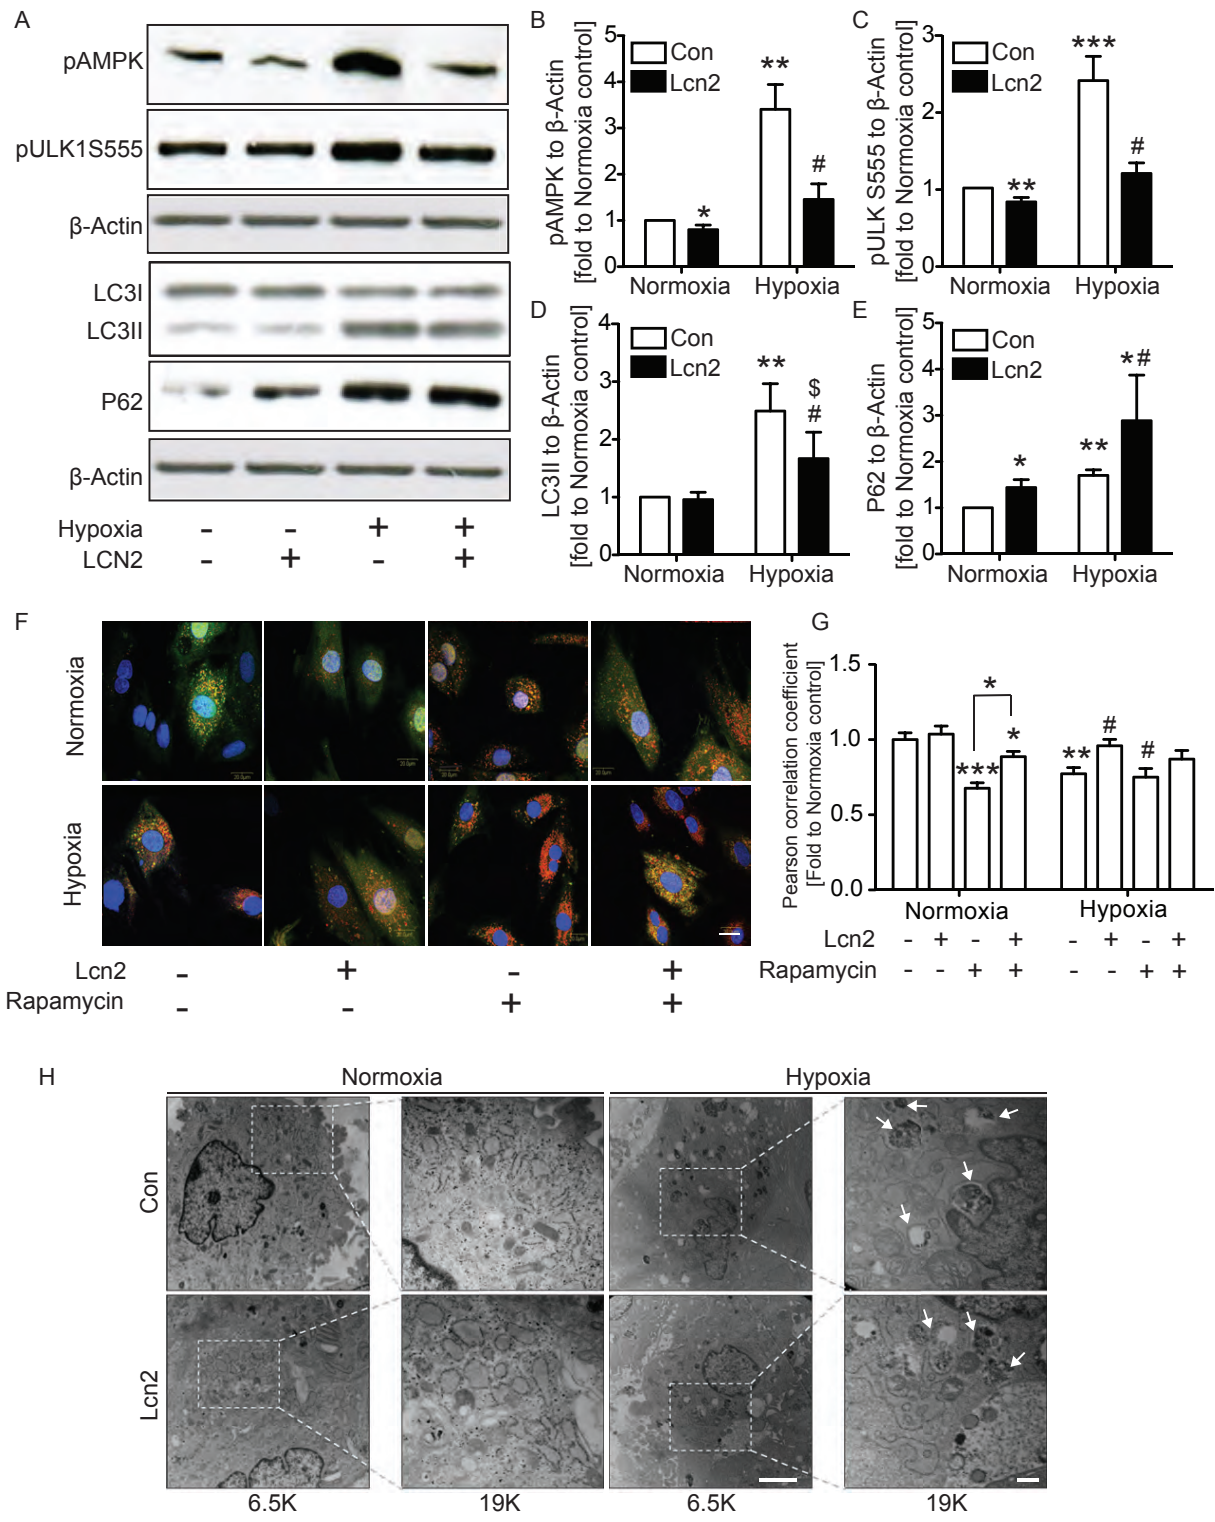 A
pAMPK
pULK1S555
β-Actin
LC3I
LC3II
P62
β-Actin
Hypoxia - - + +
LCN2 - + - +
B
pAMPK to β-Actin
[fold to Normoxia control]
5
4
3
2
1
0
Con
Lcn2
*
**
#
Normoxia Hypoxia
C
pULK S555 to β-Actin
[fold to Normoxia control]
3
2
1
0
Con
Lcn2
**
***
#
Normoxia Hypoxia
D
LC3II to β-Actin
[fold to Normoxia control]
4
3
2
1
0
Con
Lcn2
**
$
#
Normoxia Hypoxia
E
P62 to β-Actin
[fold to Normoxia control]
5
4
3
2
1
0
Con
Lcn2
*
**
*#
Normoxia Hypoxia
F
Normoxia
Hypoxia
Lcn2 - + - +
Rapamycin - - + +
G
Pearson correlation coefficient
[Fold to Normoxia control]
1.5
1.0
0.5
0.0
*
***
*
**
#
#
Normoxia Hypoxia
Lcn2 - + - + - + - +
Rapamycin - - + + - - + +
H
Normoxia Hypoxia
Con
Lcn2
6.5K 19K 6.5K 19K